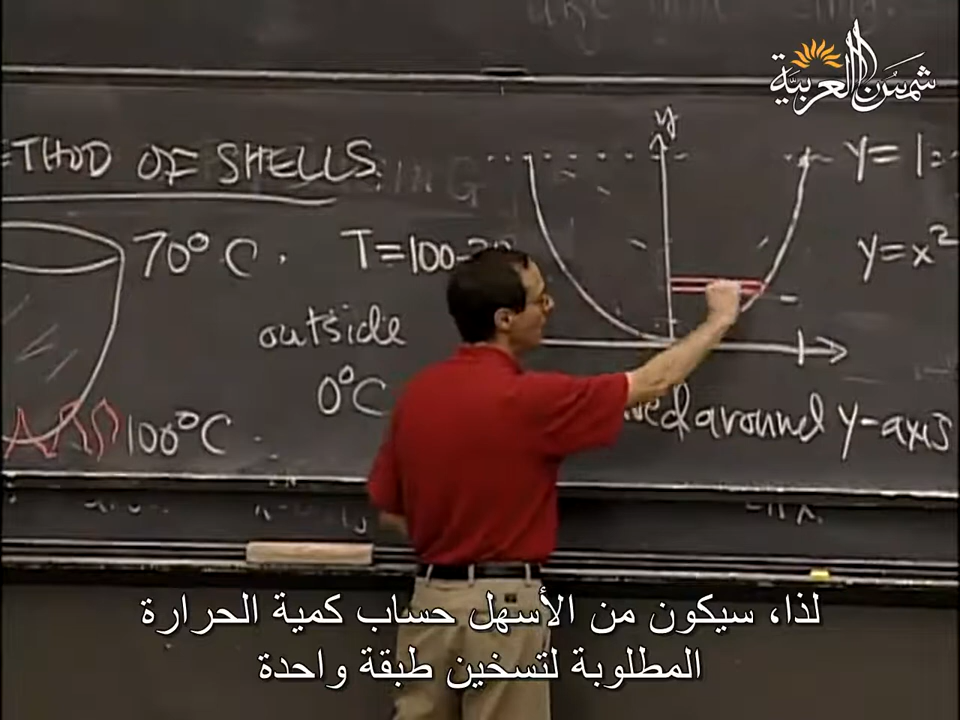 شمس العربية
ETHOD OF SHELLS
70°C
T=100-
y
y=1
y=x²
outside
0°C
100°C
around y-axis
لذا، سيكون من الأسهل حساب كمية الحرارة
المطلوبة لتسخين طبقة واحدة